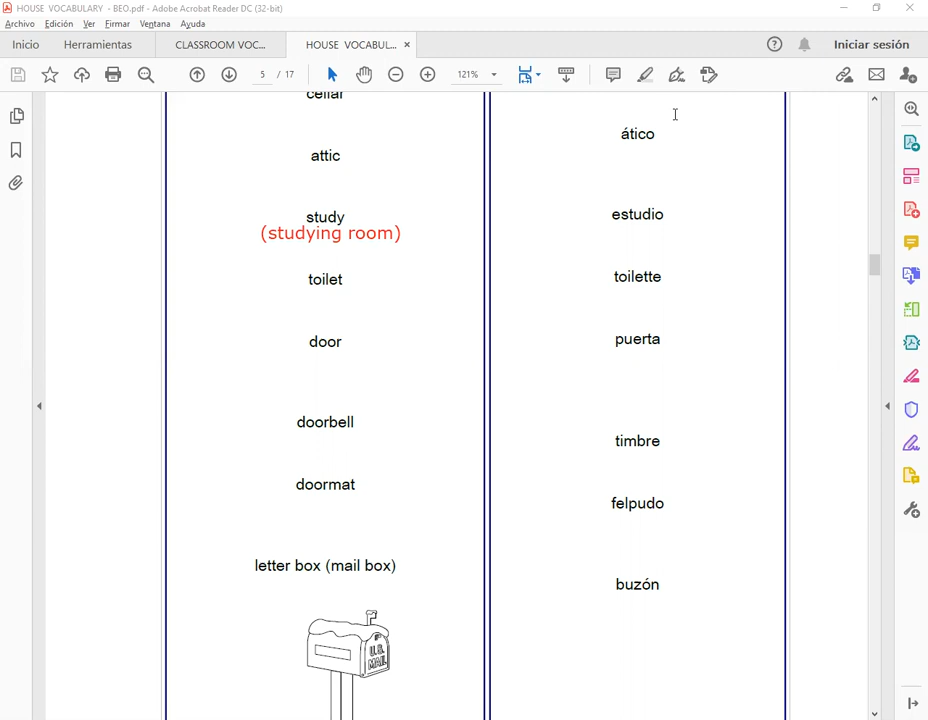 HOUSE VOCABULARY - BEO.pdf - Adobe Acrobat Reader DC (32-bit)
Archivo Edición Ver Firmar Ventana Ayuda
Inicio Herramientas CLASSROOM VOC... HOUSE VOCABUL... × Iniciar sesión
5 / 17 121%
cellar
ático
attic
study estudio
(studying room)
toilet toilette
door puerta
doorbell
timbre
doormat
felpudo
letter box (mail box)
buzón
U.S.
MAIL